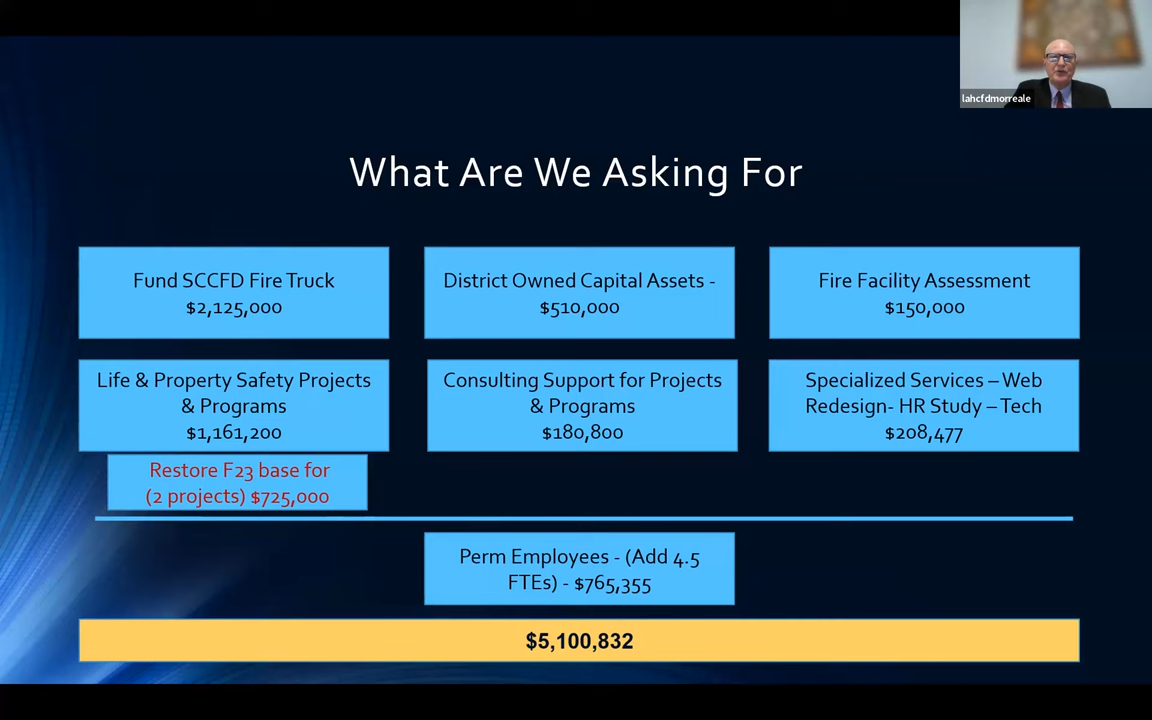 lahcfdmorreale
What Are We Asking For
Fund SCCFD Fire Truck
$2,125,000
District Owned Capital Assets -
$510,000
Fire Facility Assessment
$150,000
Life & Property Safety Projects
& Programs
$1,161,200
Consulting Support for Projects
& Programs
$180,800
Specialized Services – Web
Redesign- HR Study – Tech
$208,477
Restore F23 base for
(2 projects) $725,000
Perm Employees - (Add 4.5
FTEs) - $765,355
$5,100,832